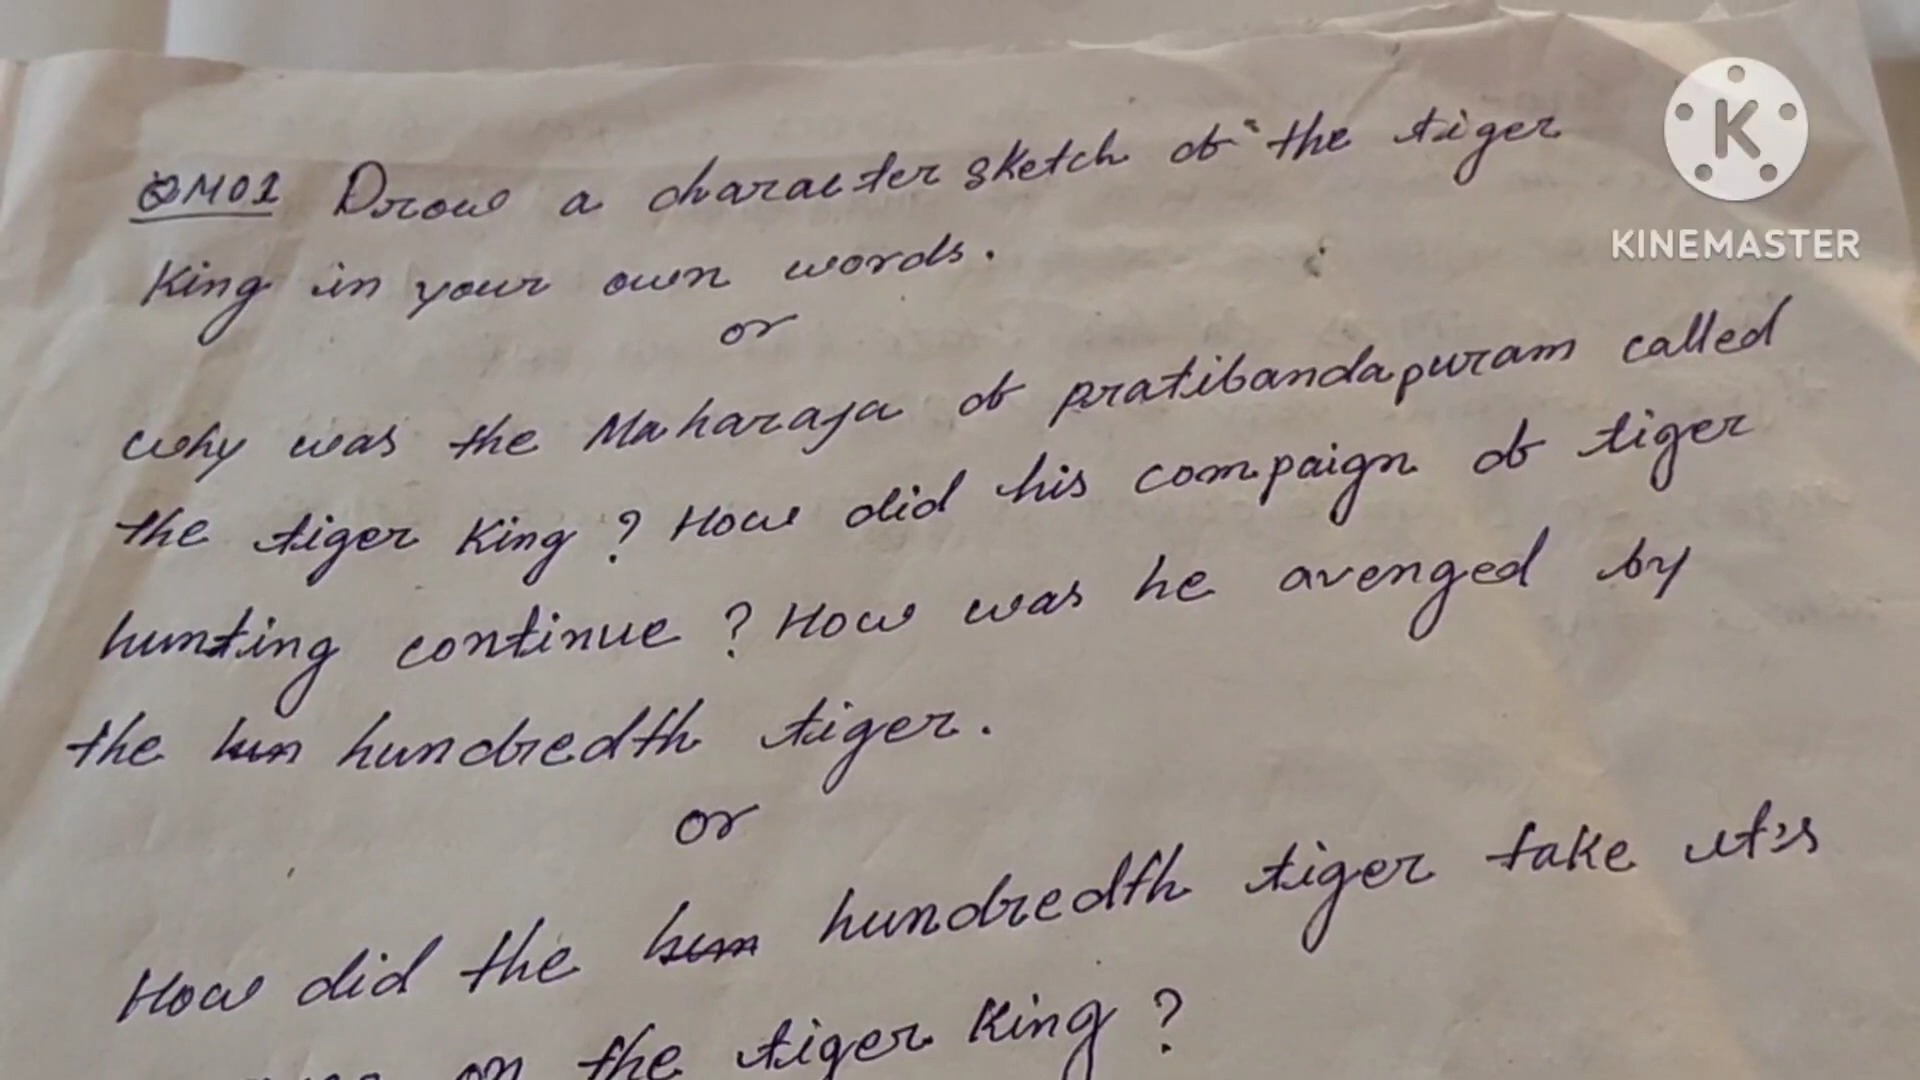 QM01 Drow a character sketch of the tiger
King in your own words.
or
why was the Maharaja of pratibandapuram called
the tiger King ? How did his compaign of tiger
hunting continue ? How was he avenged by
the hun hundredth tiger.
or
How did the hum hundredth tiger take it's
on the tiger King ?
KINEMASTER